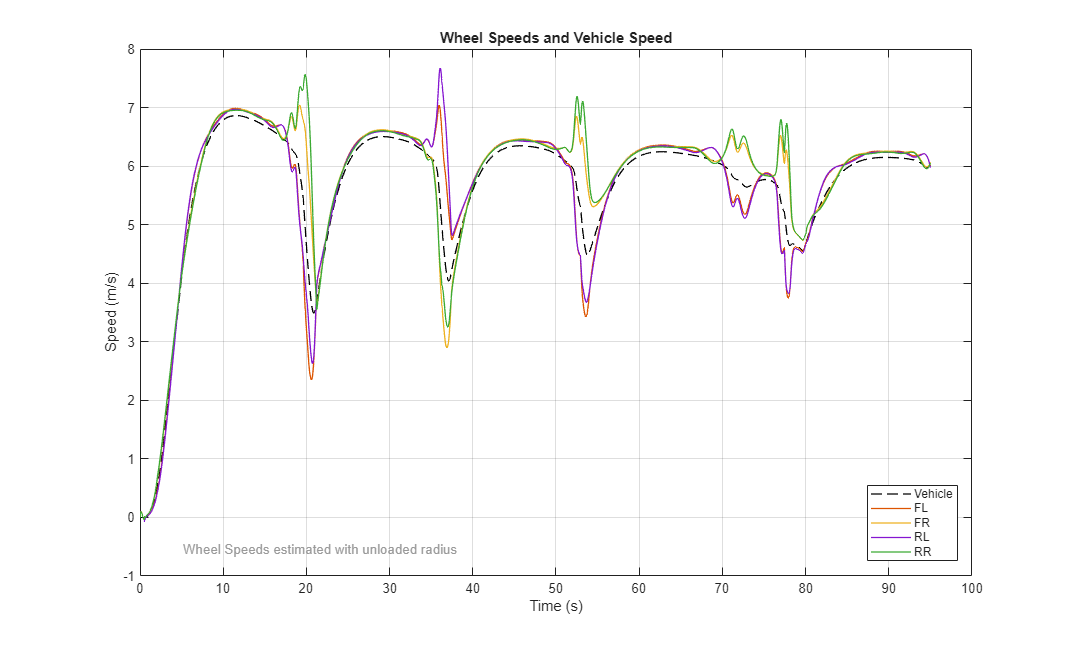 Wheel Speeds and Vehicle Speed
8
7
6
5
4
3
2
1
0
-1
Speed (m/s)
Wheel Speeds estimated with unloaded radius
Vehicle
FL
FR
RL
RR
0 10 20 30 40 50 60 70 80 90 100
Time (s)